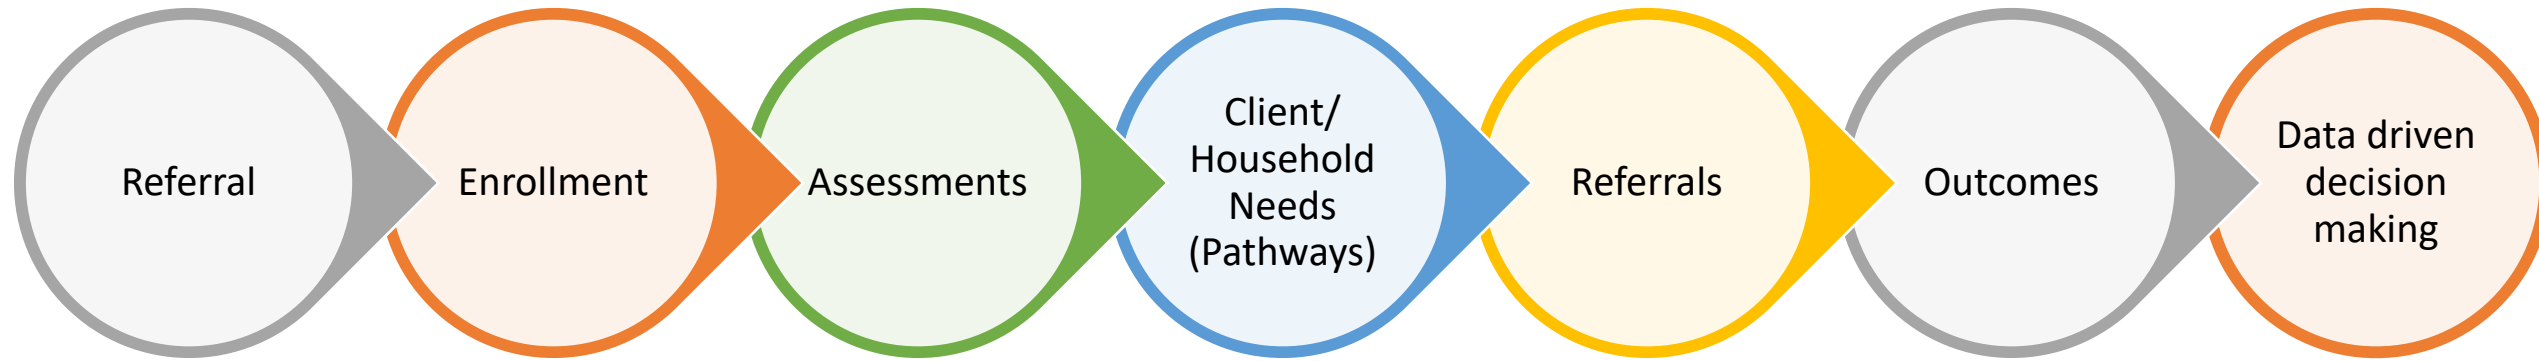 Referral
Enrollment
Assessments
Client/
Household
Needs
(Pathways)
Referrals
Outcomes
Data driven
decision
making